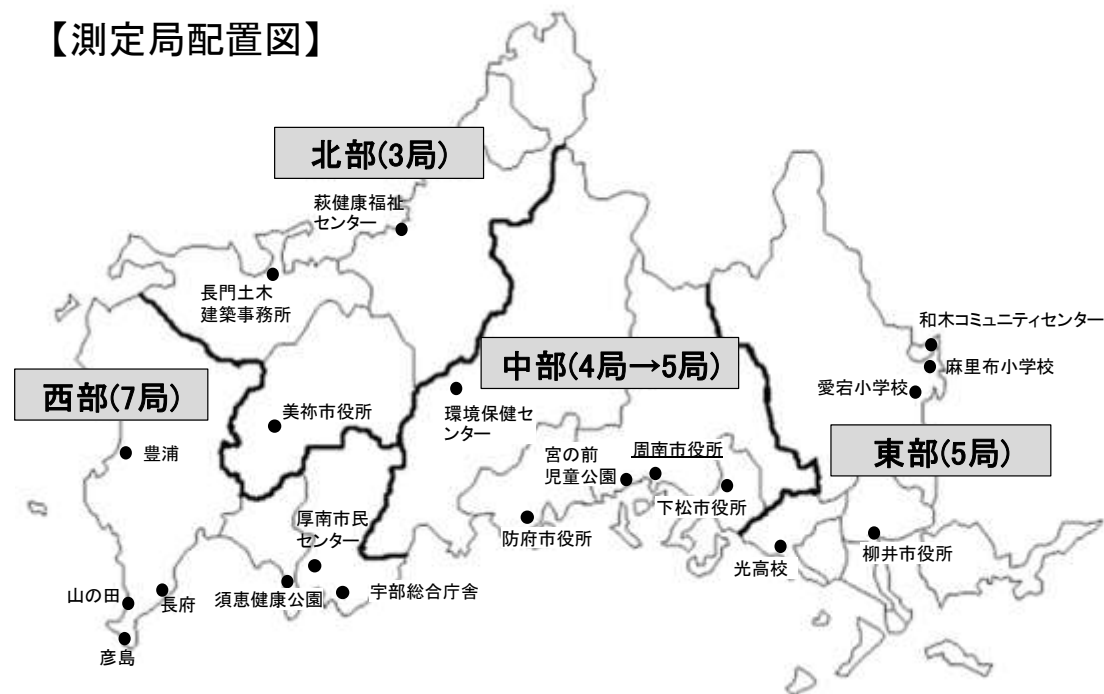 【測定局配置図】
北部(3局)
萩健康福祉
センター
長門土木
建築事務所
和木コミュニティセンター
中部(4局→5局)
麻里布小学校
西部(7局)
愛宕小学校
環境保健セ
ンター
美祢市役所
宮の前
児童公園
周南市役所
東部(5局)
豊浦
下松市役所
厚南市民
センター
防府市役所
柳井市役所
光高校
山の田
長府
須恵健康公園
宇部総合庁舎
彦島